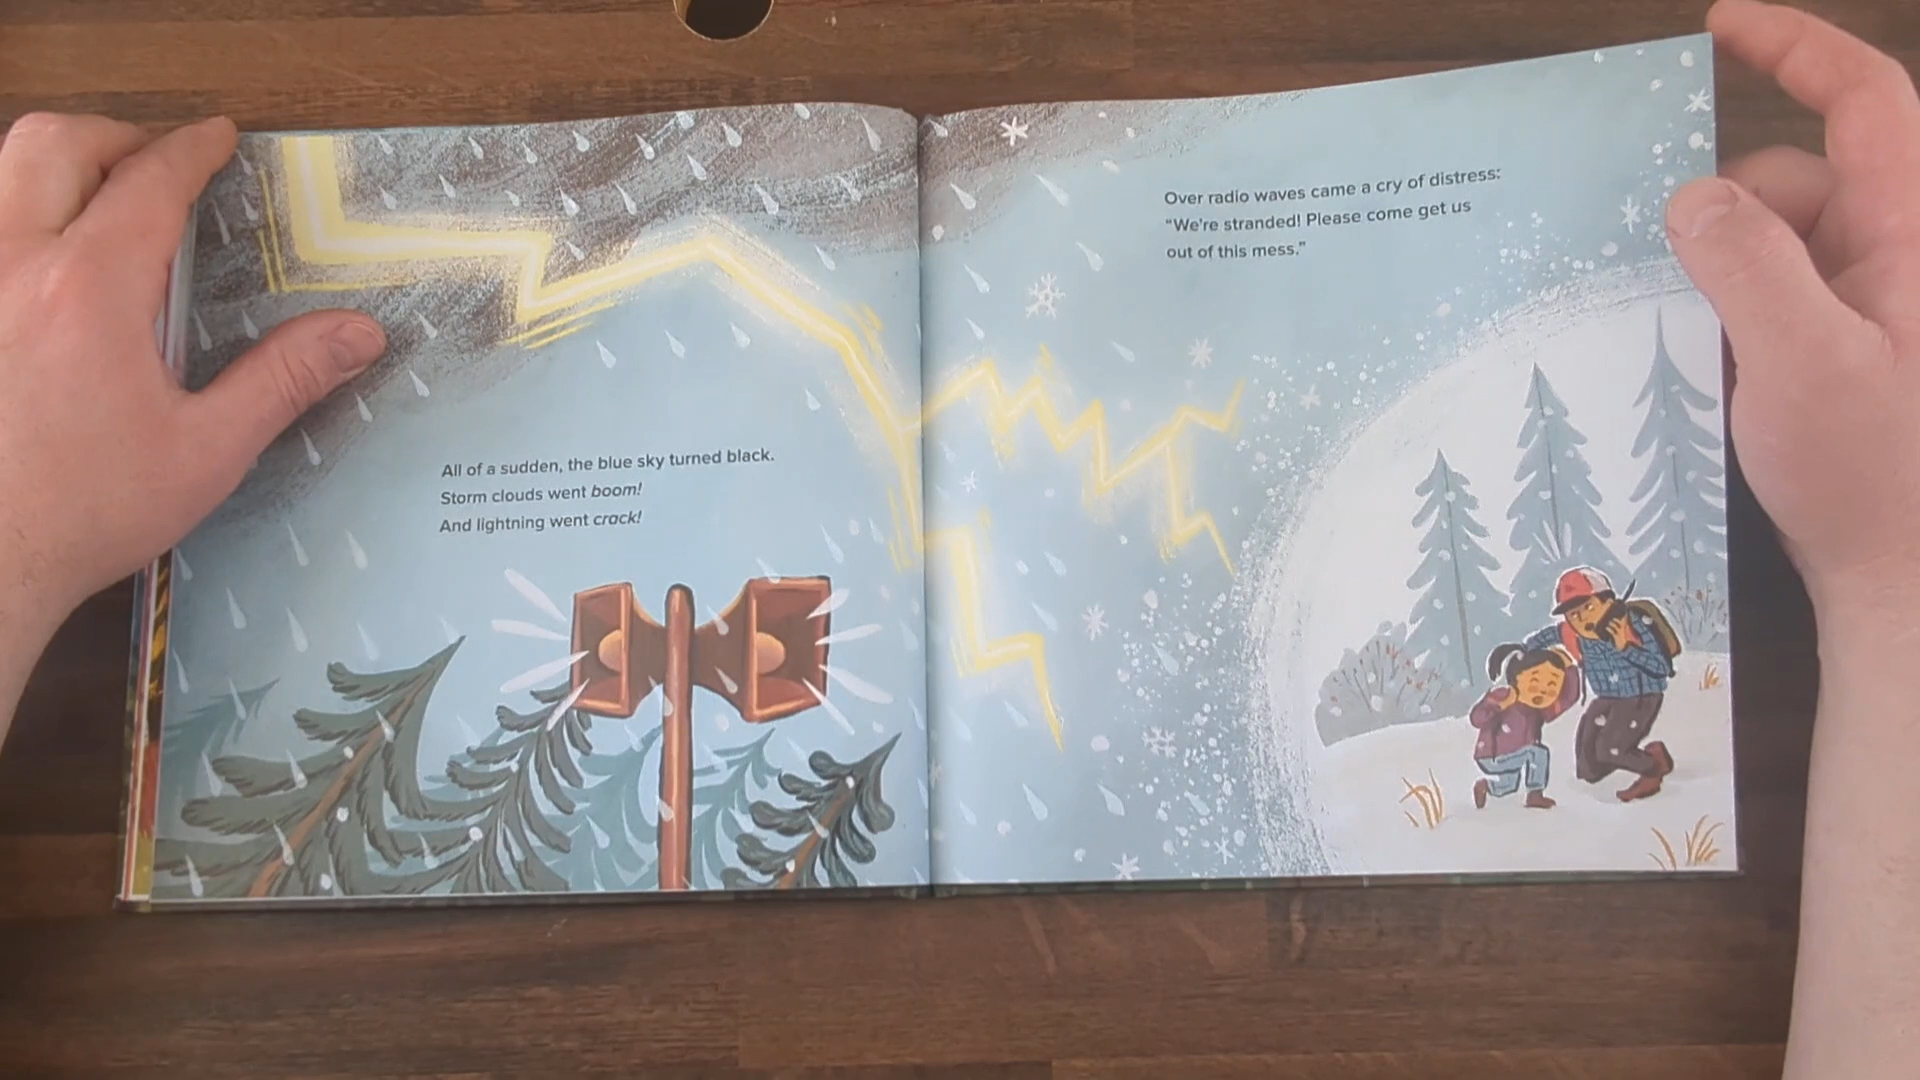 All of a sudden, the blue sky turned black.
Storm clouds went boom!
And lightning went crack!
Over radio waves came a cry of distress:
“We’re stranded! Please come get us
out of this mess.”